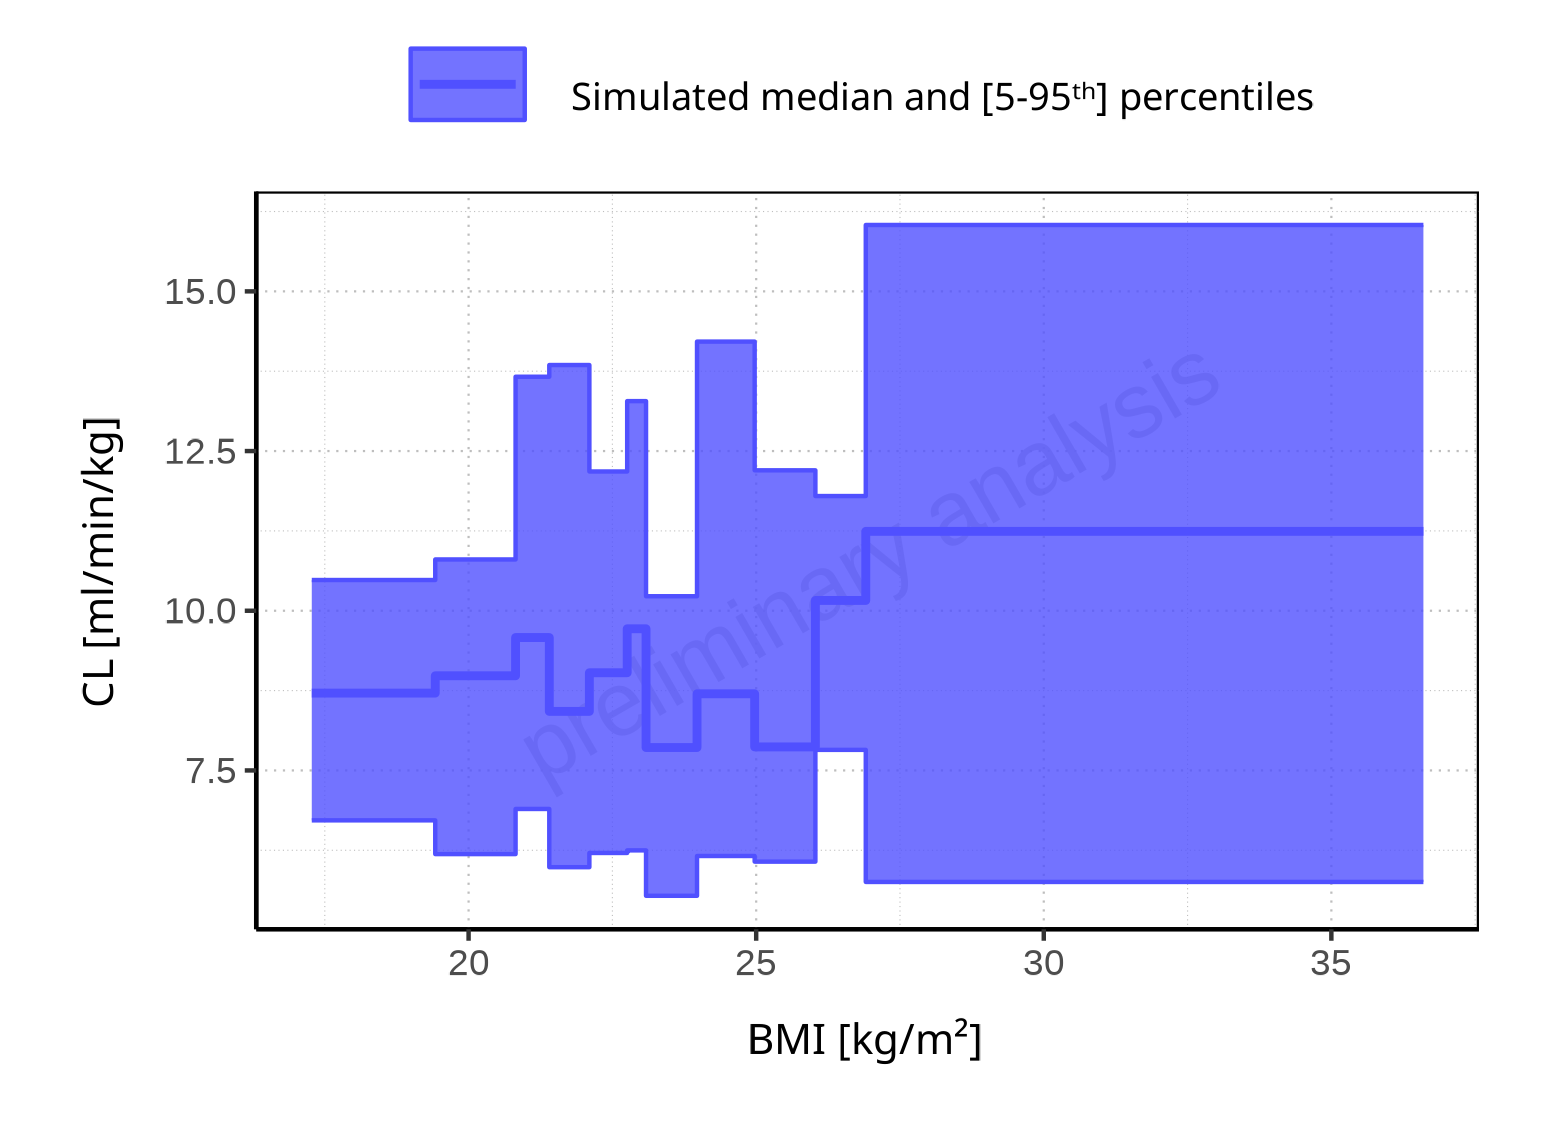 Simulated median and [5-95ᵗʰ] percentiles
15.0
12.5
10.0
7.5
CL [ml/min/kg]
preliminary analysis
20 25 30 35
BMI [kg/m²]